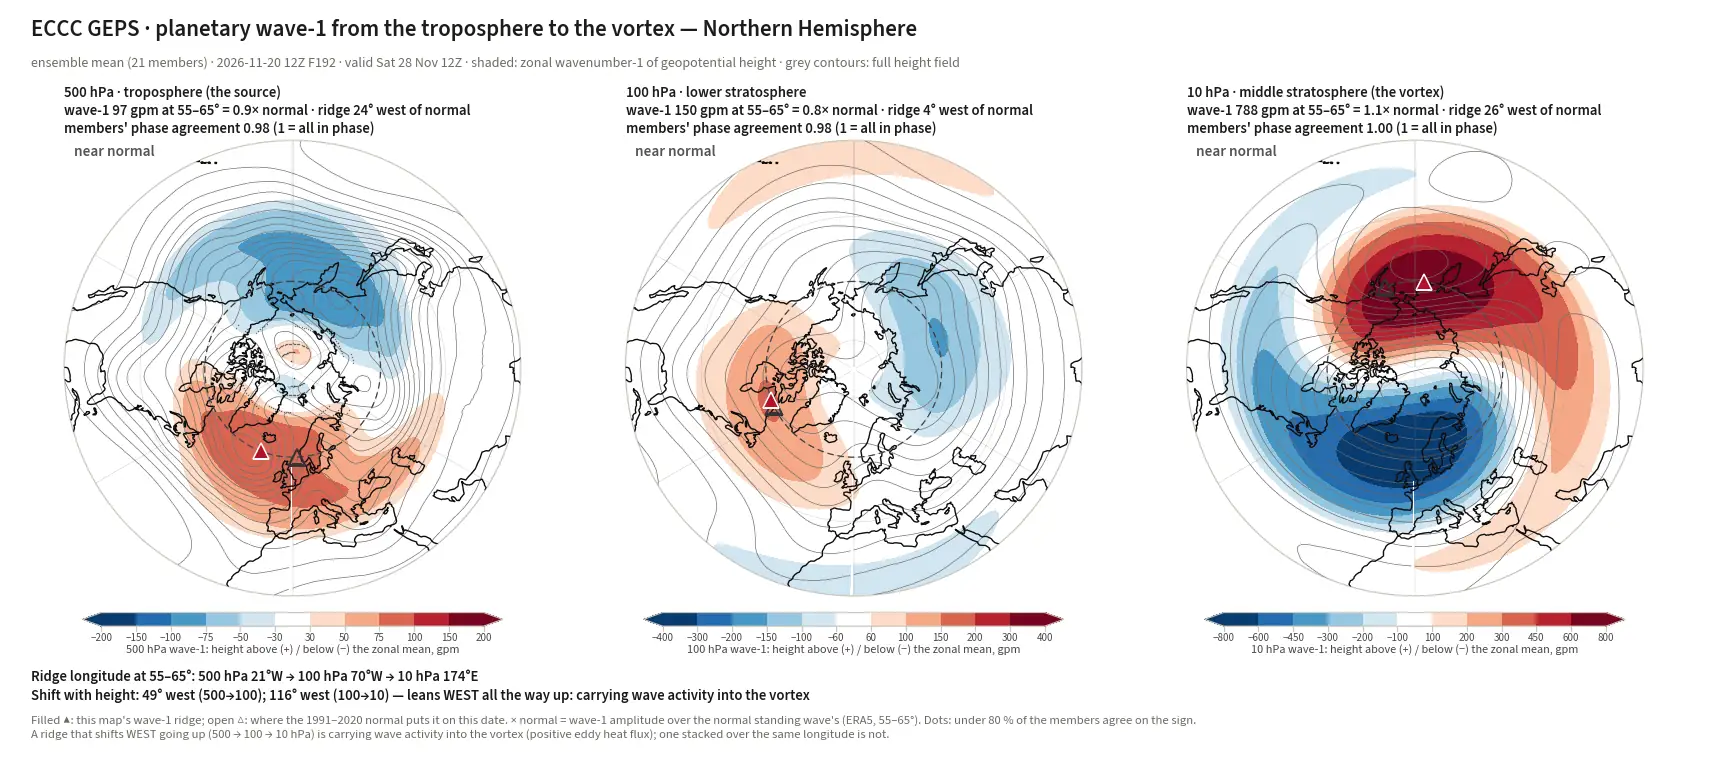 ECCC GEPS · planetary wave-1 from the troposphere to the vortex — Northern Hemisphere
ensemble mean (21 members) · 2026-11-20 12Z F192 · valid Sat 28 Nov 12Z · shaded: zonal wavenumber-1 of geopotential height · grey contours: full height field
500 hPa · troposphere (the source)
wave-1 97 gpm at 55–65° = 0.9× normal · ridge 24° west of normal
members' phase agreement 0.98 (1 = all in phase)
near normal
100 hPa · lower stratosphere
wave-1 150 gpm at 55–65° = 0.8× normal · ridge 4° west of normal
members' phase agreement 0.98 (1 = all in phase)
near normal
10 hPa · middle stratosphere (the vortex)
wave-1 788 gpm at 55–65° = 1.1× normal · ridge 26° west of normal
members' phase agreement 1.00 (1 = all in phase)
near normal
−200 −150 −100 −75 −50 −30 30 50 75 100 150 200
500 hPa wave-1: height above (+) / below (−) the zonal mean, gpm
−400 −300 −200 −150 −100 −60 60 100 150 200 300 400
100 hPa wave-1: height above (+) / below (−) the zonal mean, gpm
−800 −600 −450 −300 −200 −100 100 200 300 450 600 800
10 hPa wave-1: height above (+) / below (−) the zonal mean, gpm
Ridge longitude at 55–65°: 500 hPa 21°W → 100 hPa 70°W → 10 hPa 174°E
Shift with height: 49° west (500→100); 116° west (100→10) — leans WEST all the way up: carrying wave activity into the vortex
Filled ▲: this map's wave-1 ridge; open △: where the 1991–2020 normal puts it on this date. × normal = wave-1 amplitude over the normal standing wave's (ERA5, 55–65°). Dots: under 80 % of the members agree on the sign.
A ridge that shifts WEST going up (500 → 100 → 10 hPa) is carrying wave activity into the vortex (positive eddy heat flux); one stacked over the same longitude is not.